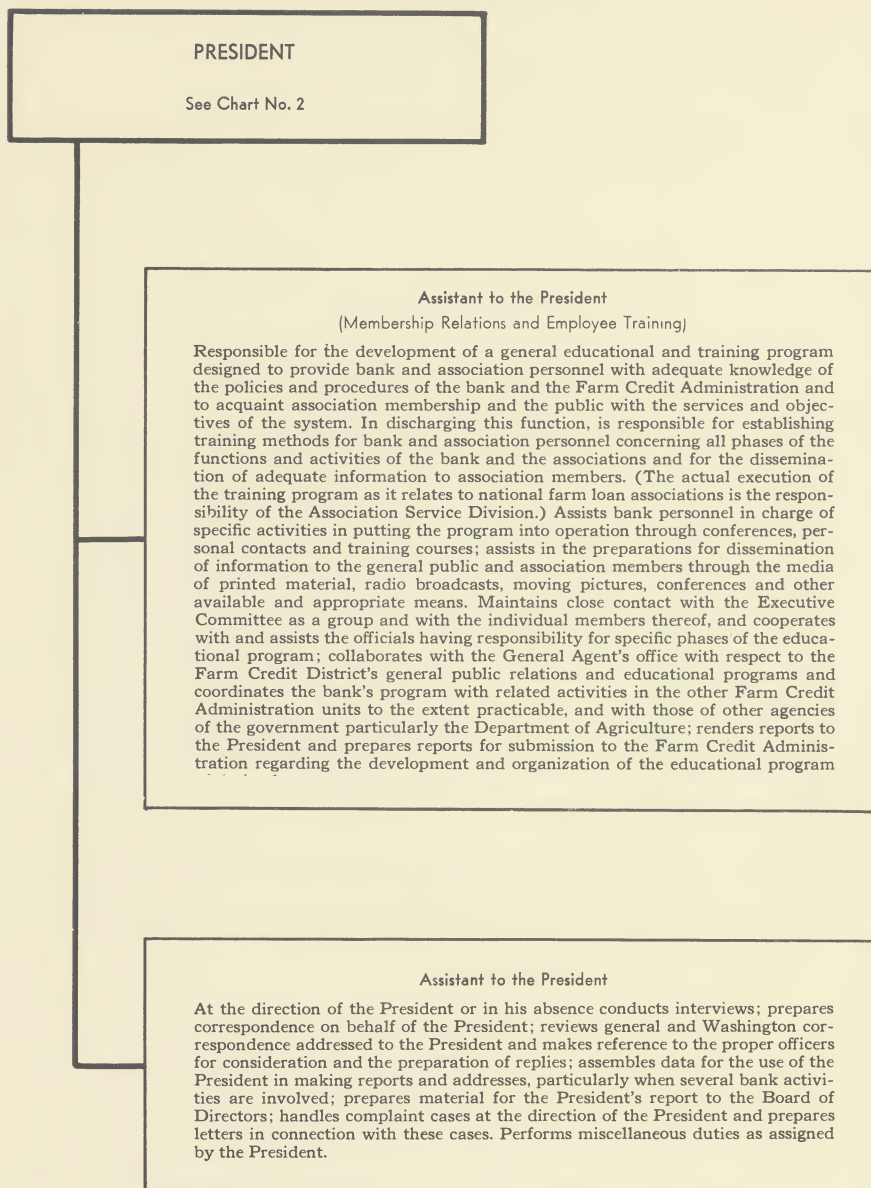 PRESIDENT
See Chart No. 2
Assistant to the President
(Membership Relations and Employee Training)
Responsible for the development of a general educational and training program
designed to provide bank and association personnel with adequate knowledge of
the policies and procedures of the bank and the Farm Credit Administration and
to acquaint association membership and the public with the services and objec-
tives of the system. In discharging this function, is responsible for establishing
training methods for bank and association personnel concerning all phases of the
functions and activities of the bank and the associations and for the dissemina-
tion of adequate information to association members. (The actual execution of
the training program as it relates to national farm loan associations is the respon-
sibility of the Association Service Division.) Assists bank personnel in charge of
specific activities in putting the program into operation through conferences, per-
sonal contacts and training courses; assists in the preparations for dissemination
of information to the general public and association members through the media
of printed material, radio broadcasts, moving pictures, conferences and other
available and appropriate means. Maintains close contact with the Executive
Committee as a group and with the individual members thereof, and cooperates
with and assists the officials having responsibility for specific phases of the educa-
tional program; collaborates with the General Agent's office with respect to the
Farm Credit District's general public relations and educational programs and
coordinates the bank's program with related activities in the other Farm Credit
Administration units to the extent practicable, and with those of other agencies
of the government particularly the Department of Agriculture; renders reports to
the President and prepares reports for submission to the Farm Credit Adminis-
tration regarding the development and organization of the educational program
Assistant to the President
At the direction of the President or in his absence conducts interviews; prepares
correspondence on behalf of the President; reviews general and Washington cor-
respondence addressed to the President and makes reference to the proper officers
for consideration and the preparation of replies; assembles data for the use of the
President in making reports and addresses, particularly when several bank activi-
ties are involved; prepares material for the President's report to the Board of
Directors; handles complaint cases at the direction of the President and prepares
letters in connection with these cases. Performs miscellaneous duties as assigned
by the President.